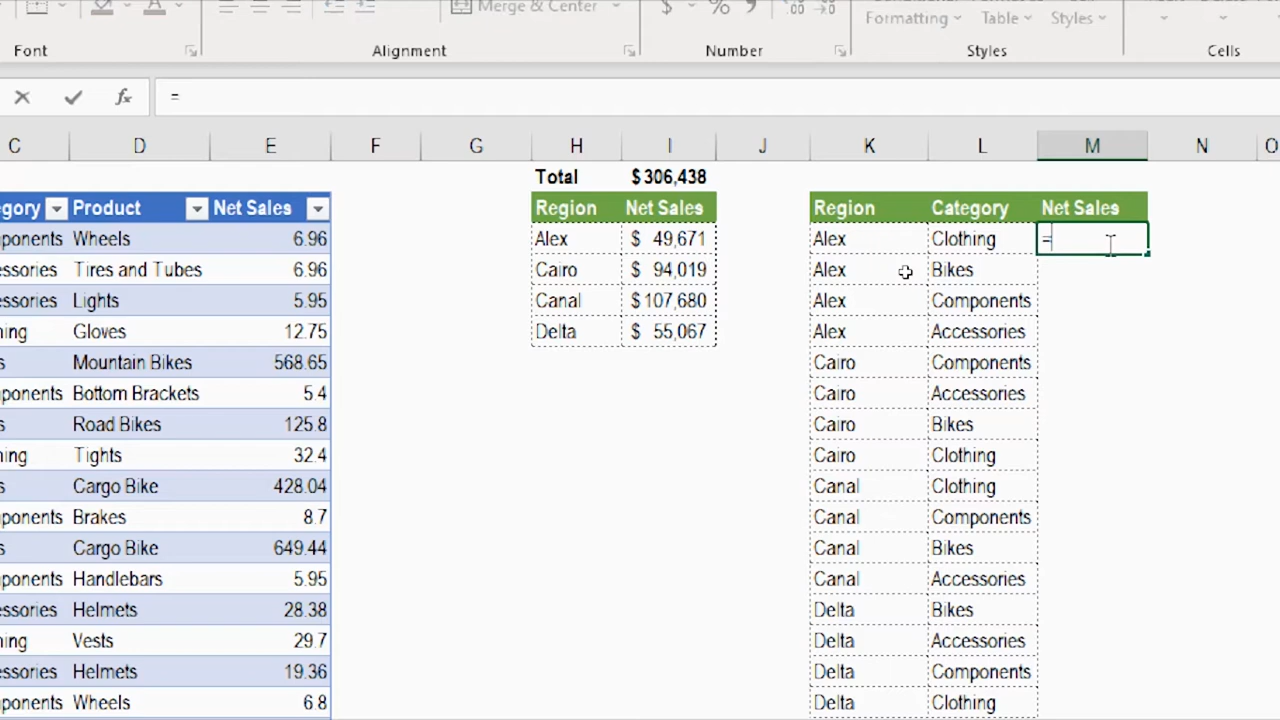 Merge & Center $ % 9
Formatting Table Styles
Font Alignment Number Styles Cells
fx =
C D E F G H I J K L M N O
Total $ 306,438
egory Product Net Sales Region Net Sales Region Category Net Sales
ponents Wheels 6.96 Alex $ 49,671 Alex Clothing =
essories Tires and Tubes 6.96 Cairo $ 94,019 Alex Bikes
essories Lights 5.95 Canal $ 107,680 Alex Components
hing Gloves 12.75 Delta $ 55,067 Alex Accessories
s Mountain Bikes 568.65 Cairo Components
ponents Bottom Brackets 5.4 Cairo Accessories
s Road Bikes 125.8 Cairo Bikes
hing Tights 32.4 Cairo Clothing
s Cargo Bike 428.04 Canal Clothing
ponents Brakes 8.7 Canal Components
s Cargo Bike 649.44 Canal Bikes
ponents Handlebars 5.95 Canal Accessories
essories Helmets 28.38 Delta Bikes
hing Vests 29.7 Delta Accessories
essories Helmets 19.36 Delta Components
ponents Wheels 6.8 Delta Clothing